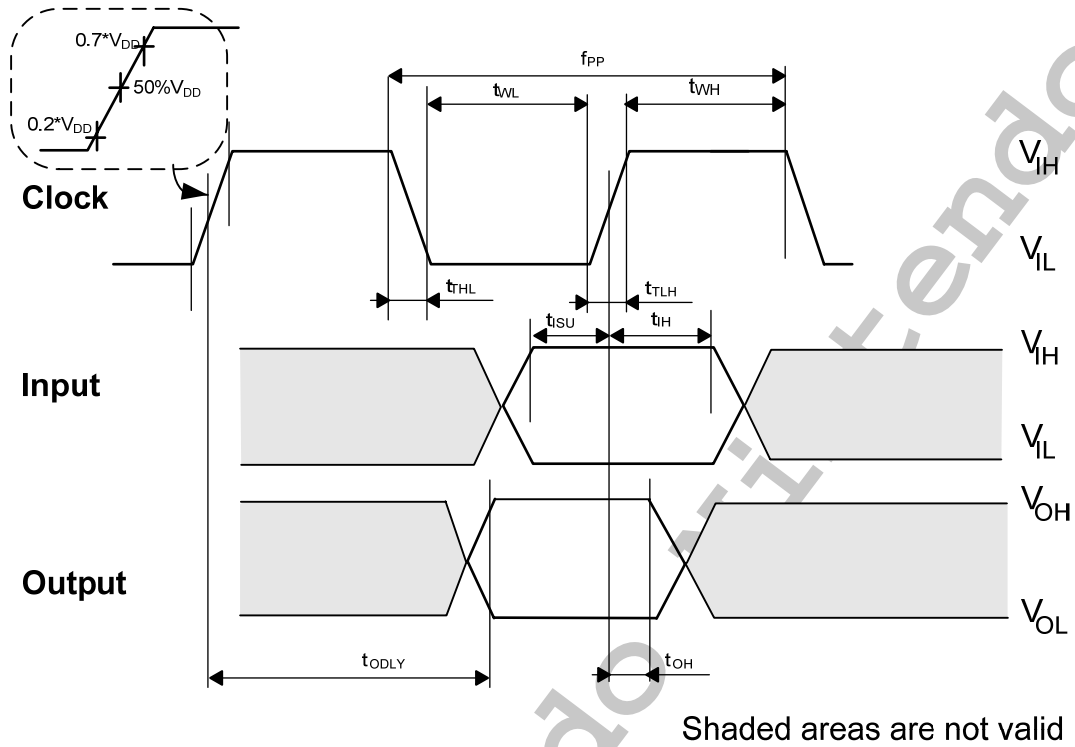 0.7*VDD
50%VDD
0.2*VDD
fPP
tWL
tWH
Clock
VIH
VIL
tTHL
tTLH
tISU
tIH
Input
VIH
VIL
Output
VOH
VOL
tODLY
tOH
Shaded areas are not valid